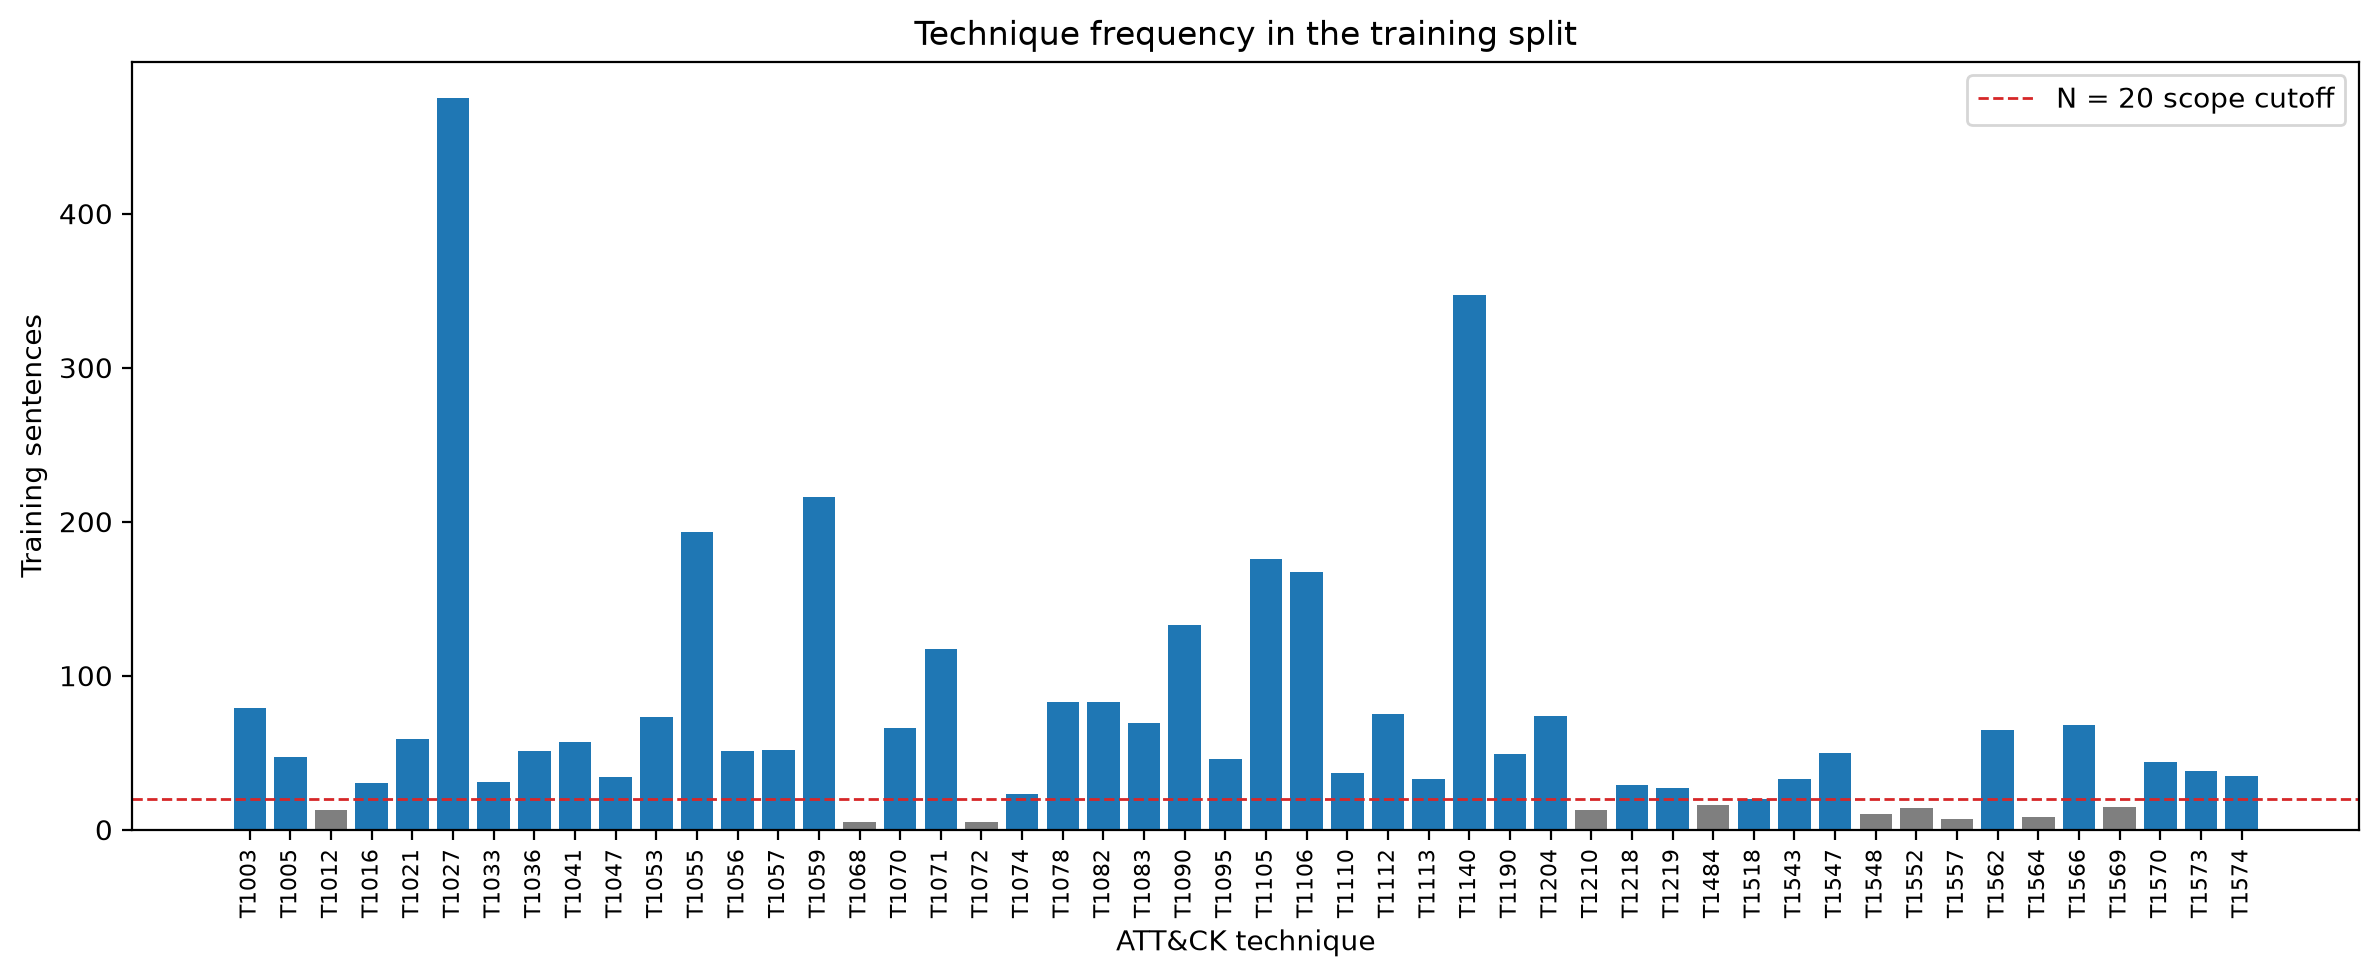 Technique frequency in the training split
N = 20 scope cutoff
Training sentences
400
300
200
100
0
T1003
T1005
T1012
T1016
T1021
T1027
T1033
T1036
T1041
T1047
T1053
T1055
T1056
T1057
T1059
T1068
T1070
T1071
T1072
T1074
T1078
T1082
T1083
T1090
T1095
T1105
T1106
T1110
T1112
T1113
T1140
T1190
T1204
T1210
T1218
T1219
T1484
T1518
T1543
T1547
T1548
T1552
T1557
T1562
T1564
T1566
T1569
T1570
T1573
T1574
ATT&CK technique